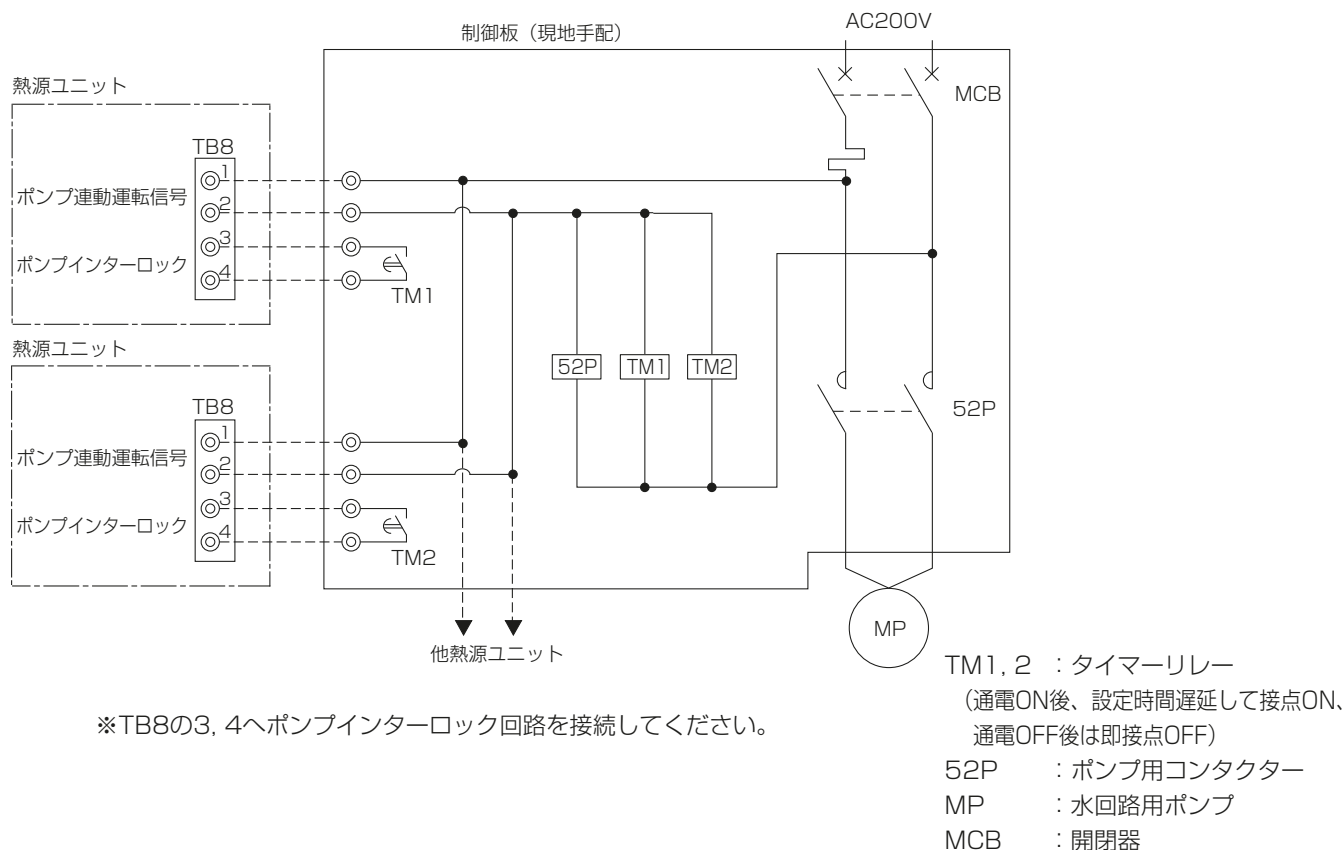 AC200V
制御板（現地手配）
熱源ユニット
MCB
TB8
1
ポンプ連動運転信号
2
3
ポンプインターロック
4
TM1
熱源ユニット
52P
TM1
TM2
TB8
52P
1
ポンプ連動運転信号
2
3
ポンプインターロック
4
TM2
MP
他熱源ユニット
※TB8の3, 4へポンプインターロック回路を接続してください。
TM1, 2 ：タイマーリレー
（通電ON後、設定時間遅延して接点ON、
通電OFF後は即接点OFF）
52P ：ポンプ用コンタクター
MP ：水回路用ポンプ
MCB ：開閉器